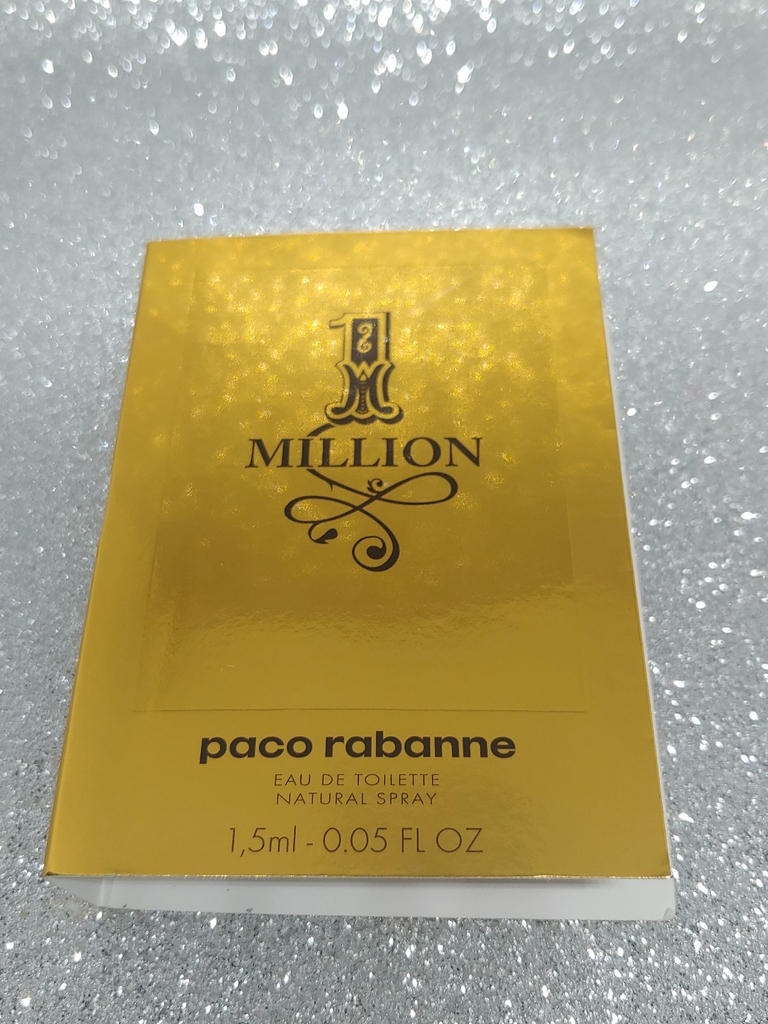 1
MILLION
paco rabanne
EAU DE TOILETTE
NATURAL SPRAY
1,5ml - 0.05 FL OZ